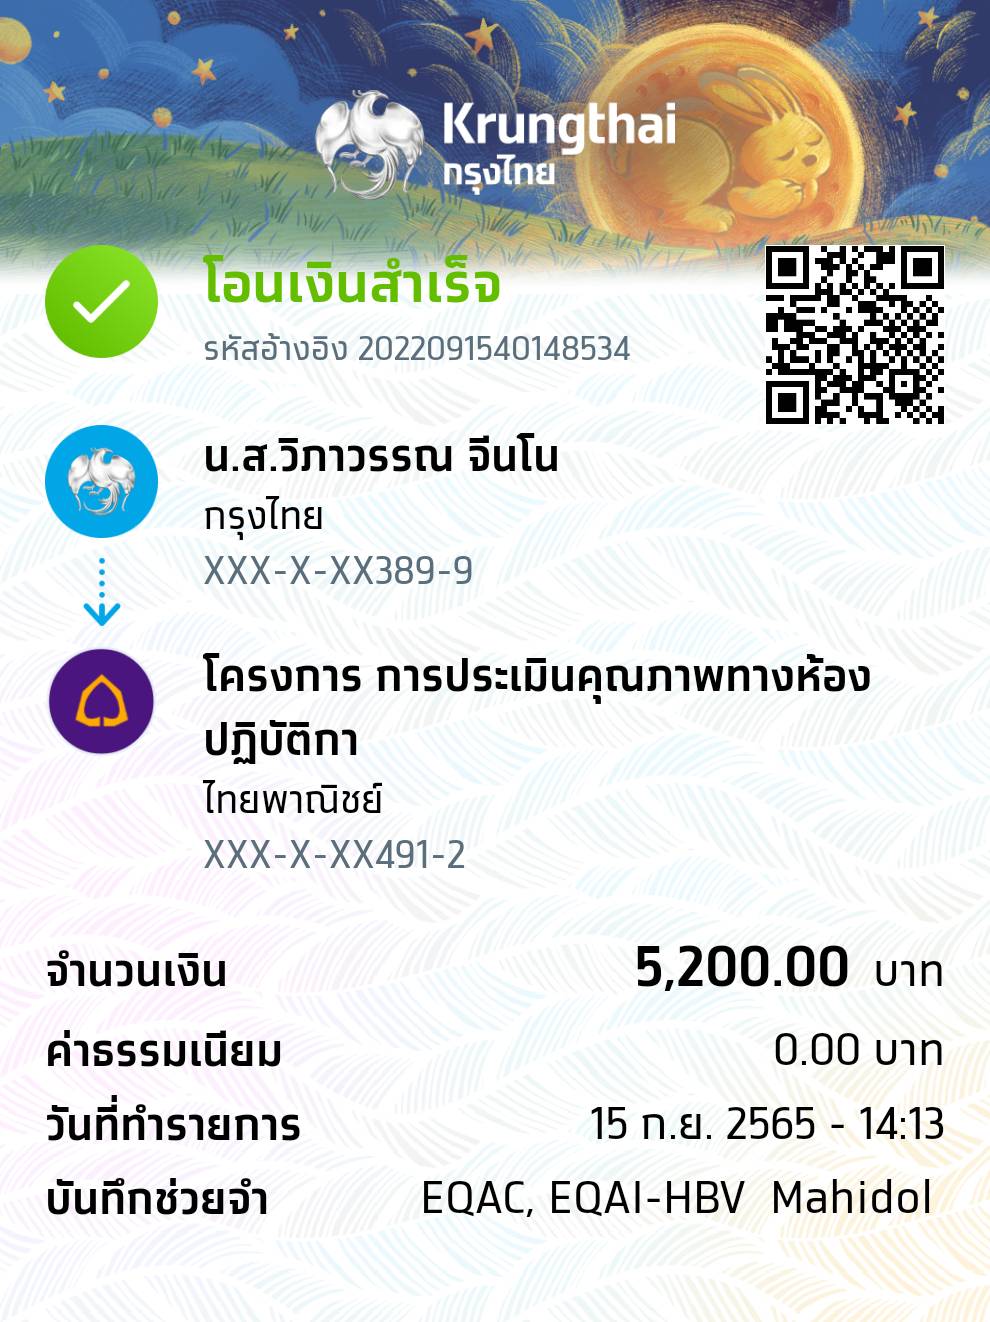 Krungthai
กรุงไทย
โอนเงินสำเร็จ
รหัสอ้างอิง 2022091540148534
น.ส.วิภาวรรณ จีนโน
กรุงไทย
XXX-X-XX389-9
โครงการ การประเมินคุณภาพทางห้อง
ปฏิบัติกา
ไทยพาณิชย์
XXX-X-XX491-2
จำนวนเงิน 5,200.00 บาท
ค่าธรรมเนียม 0.00 บาท
วันที่ทำรายการ 15 ก.ย. 2565 - 14:13
บันทึกช่วยจำ EQAC, EQAI-HBV Mahidol